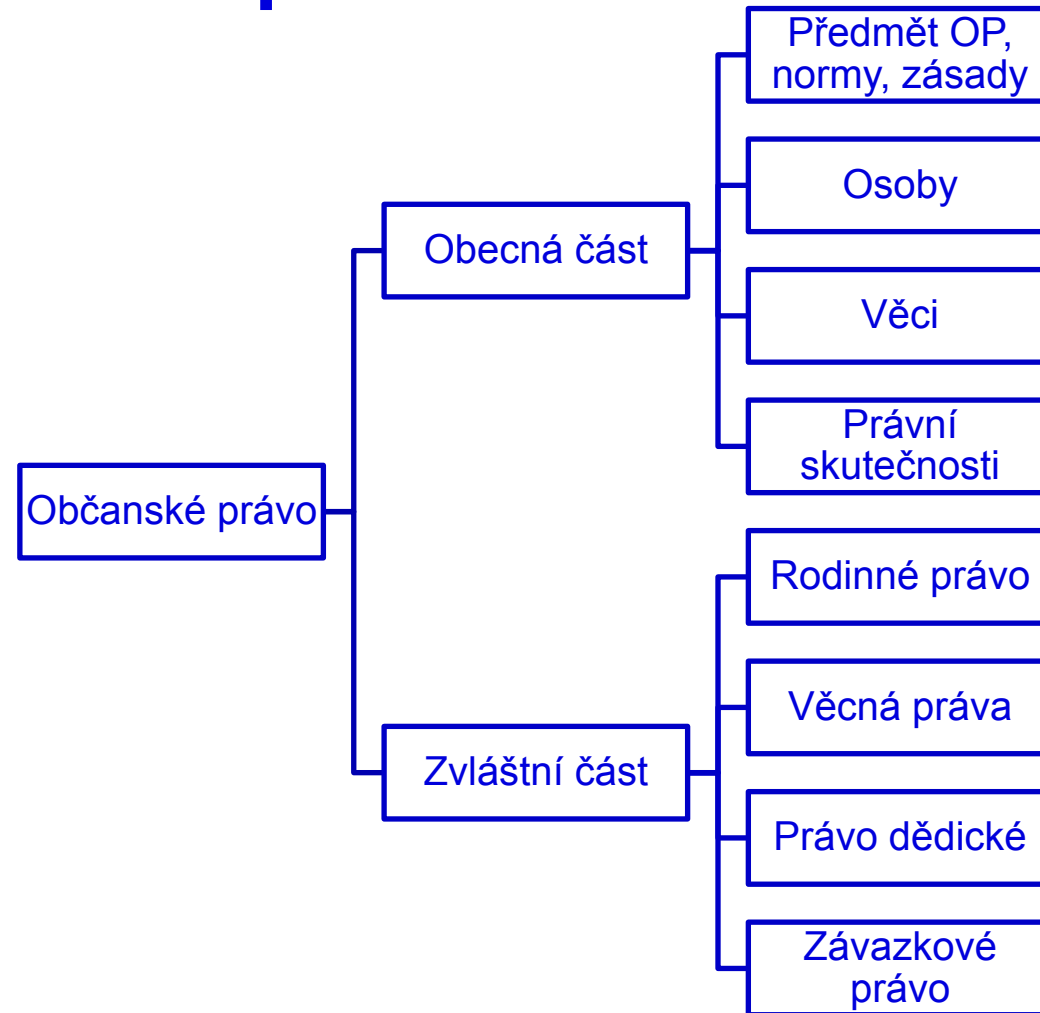 Občanské právo
Obecná část
Předmět OP,
normy, zásady
Osoby
Věci
Právní
skutečnosti
Zvláštní část
Rodinné právo
Věcná práva
Právo dědické
Závazkové
právo